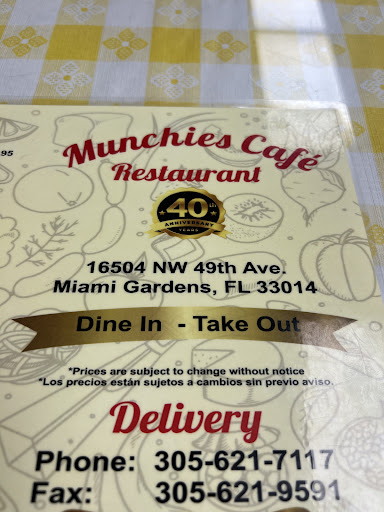 95
Munchies Café
Restaurant
40th
ANNIVERSARY
YEARS
16504 NW 49th Ave.
Miami Gardens, FL 33014
Dine In - Take Out
*Prices are subject to change without notice
*Los precios están sujetos a cambios sin previo aviso.
Delivery
Phone: 305-621-7117
Fax: 305-621-9591